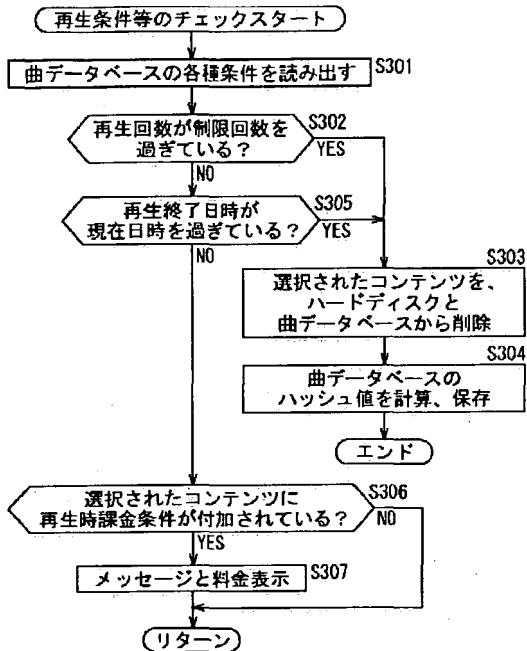 再生条件等のチェックスタート
曲データベースの各種条件を読み出す
S301
再生回数が制限回数を
過ぎている？
S302
YES
NO
再生終了日時が
現在日時を過ぎている？
S305
YES
NO
S303
選択されたコンテンツを、
ハードディスクと
曲データベースから削除
S304
曲データベースの
ハッシュ値を計算、保存
エンド
選択されたコンテンツに
再生時課金条件が付加されている？
S306
NO
YES
メッセージと料金表示
S307
リターン